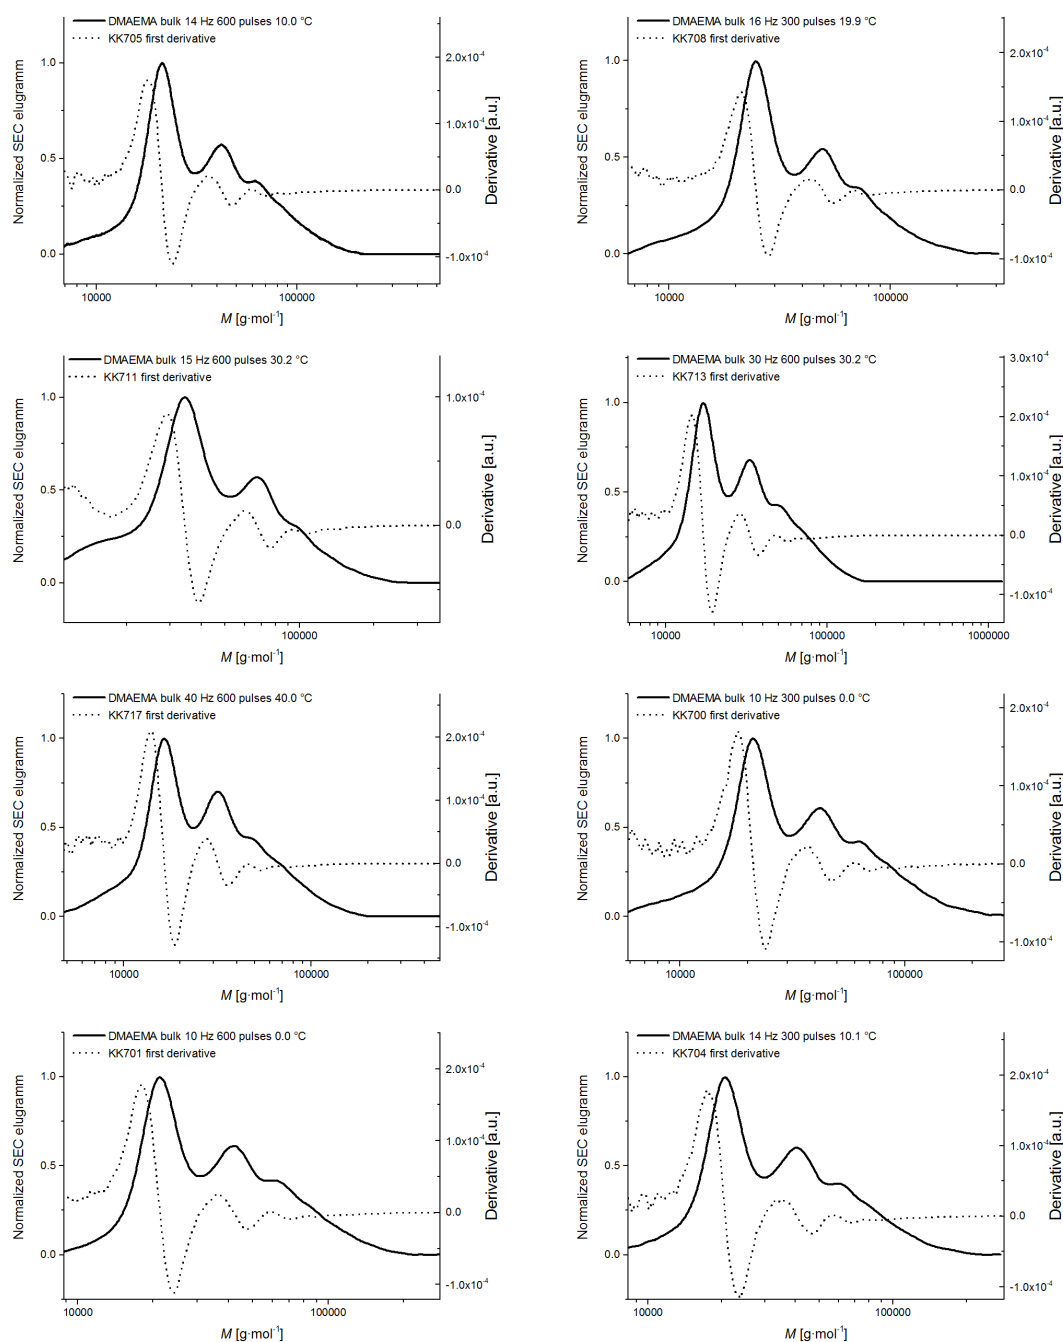 DMAEMA bulk 14 Hz 600 pulses 10.0 °C
KK705 first derivative
Normalized SEC elugramm
1.0
0.5
0.0
2.0x10⁻⁴
1.0x10⁻⁴
0.0
-1.0x10⁻⁴
Derivative [a.u.]
10000
100000
M [g·mol⁻¹]
DMAEMA bulk 16 Hz 300 pulses 19.9 °C
KK708 first derivative
Normalized SEC elugramm
1.0
0.5
0.0
2.0x10⁻⁴
1.0x10⁻⁴
0.0
-1.0x10⁻⁴
Derivative [a.u.]
10000
100000
M [g·mol⁻¹]
DMAEMA bulk 15 Hz 600 pulses 30.2 °C
KK711 first derivative
Normalized SEC elugramm
1.0
0.5
0.0
1.0x10⁻⁴
0.0
Derivative [a.u.]
100000
M [g·mol⁻¹]
DMAEMA bulk 30 Hz 600 pulses 30.2 °C
KK713 first derivative
Normalized SEC elugramm
1.0
0.5
0.0
3.0x10⁻⁴
2.0x10⁻⁴
1.0x10⁻⁴
0.0
-1.0x10⁻⁴
Derivative [a.u.]
10000
100000
1000000
M [g·mol⁻¹]
DMAEMA bulk 40 Hz 600 pulses 40.0 °C
KK717 first derivative
Normalized SEC elugramm
1.0
0.5
0.0
2.0x10⁻⁴
1.0x10⁻⁴
0.0
-1.0x10⁻⁴
Derivative [a.u.]
10000
100000
M [g·mol⁻¹]
DMAEMA bulk 10 Hz 300 pulses 0.0 °C
KK700 first derivative
Normalized SEC elugramm
1.0
0.5
0.0
2.0x10⁻⁴
1.0x10⁻⁴
0.0
-1.0x10⁻⁴
Derivative [a.u.]
10000
100000
M [g·mol⁻¹]
DMAEMA bulk 10 Hz 600 pulses 0.0 °C
KK701 first derivative
Normalized SEC elugramm
1.0
0.5
0.0
2.0x10⁻⁴
1.0x10⁻⁴
0.0
-1.0x10⁻⁴
Derivative [a.u.]
10000
100000
M [g·mol⁻¹]
DMAEMA bulk 14 Hz 300 pulses 10.1 °C
KK704 first derivative
Normalized SEC elugramm
1.0
0.5
0.0
2.0x10⁻⁴
1.0x10⁻⁴
0.0
-1.0x10⁻⁴
Derivative [a.u.]
10000
100000
M [g·mol⁻¹]